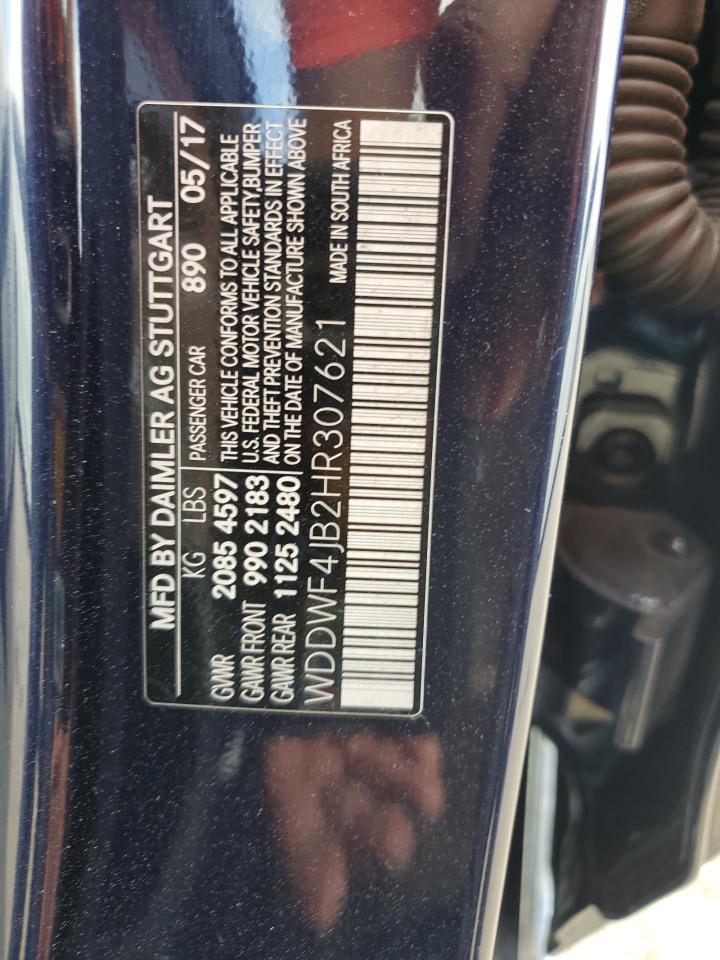 MFD BY DAIMLER AG STUTTGART
KG LBS PASSENGER CAR 890 05/17
GVWR 2085 4597 THIS VEHICLE CONFORMS TO ALL APPLICABLE
GAWR FRONT 990 2183 U.S. FEDERAL MOTOR VEHICLE SAFETY,BUMPER
GAWR REAR 1125 2480 AND THEFT PREVENTION STANDARDS IN EFFECT
ON THE DATE OF MANUFACTURE SHOWN ABOVE
WDDWF4JB2HR307621 MADE IN SOUTH AFRICA